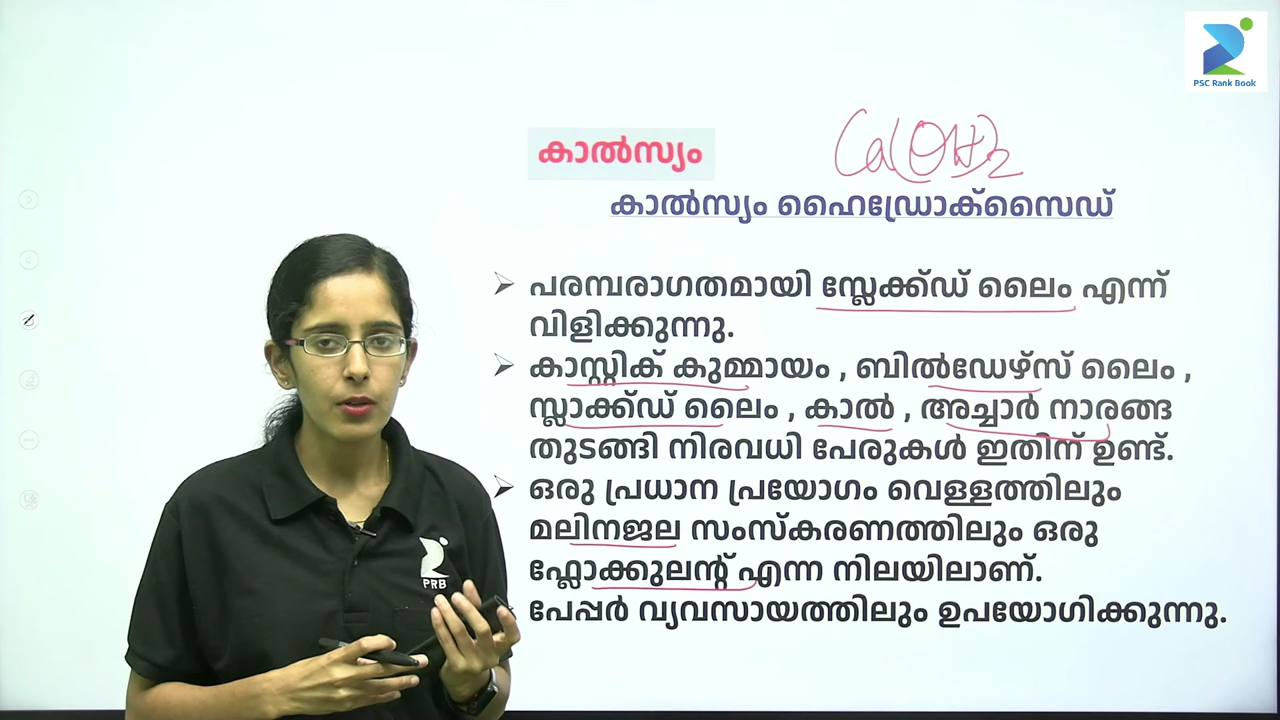 PSC Rank Book
Ca(OH)2
കാൽസ്യം
കാൽസ്യം ഹൈഡ്രോക്സൈഡ്
➢ പരമ്പരാഗതമായി സ്ലേക്ക്ഡ് ലൈം എന്ന്
വിളിക്കുന്നു.
➢ കാസ്റ്റിക് കുമ്മായം , ബിൽഡേഴ്സ് ലൈം ,
സ്ലാക്ക്ഡ് ലൈം , കാൽ , അച്ചാർ നാരങ്ങ
തുടങ്ങി നിരവധി പേരുകൾ ഇതിന് ഉണ്ട്.
➢ ഒരു പ്രധാന പ്രയോഗം വെള്ളത്തിലും
മലിനജല സംസ്കരണത്തിലും ഒരു
ഫ്ലോക്കുലന്റ് എന്ന നിലയിലാണ്.
➢ പേപ്പർ വ്യവസായത്തിലും ഉപയോഗിക്കുന്നു.
PRB